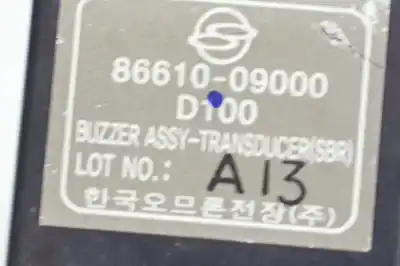 86610-09000
D100
BUZZER ASSY-TRANSDUCER(SBR)
LOT NO.: A13
한국오므론전장(주)